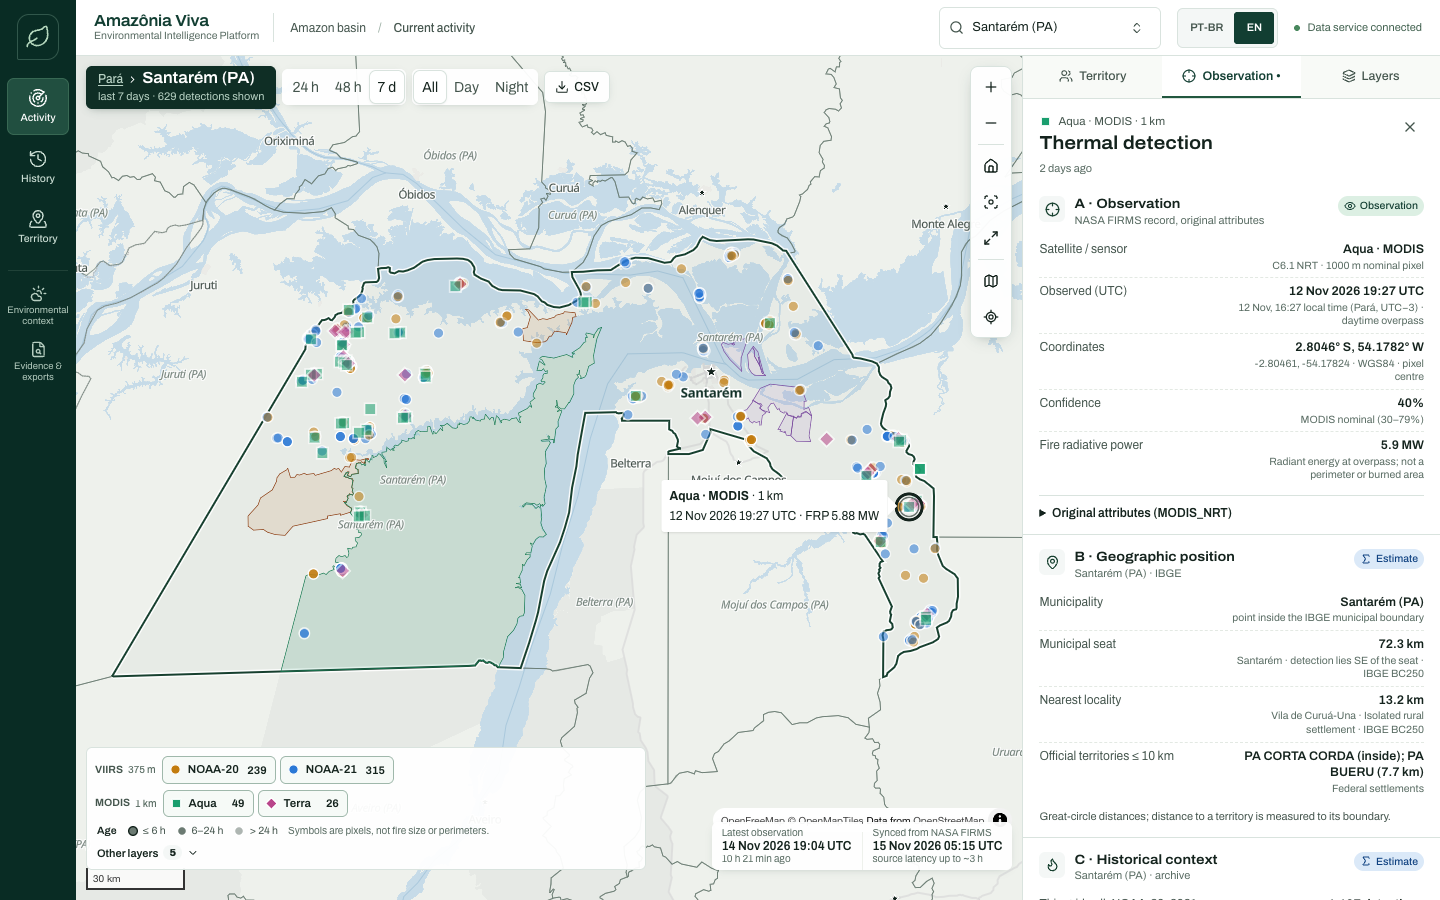 Amazônia Viva
Environmental Intelligence Platform
Amazon basin / Current activity
Santarém (PA)
PT-BR EN
Data service connected
Activity
History
Territory
Environmental
context
Evidence &
exports
Pará › Santarém (PA)
last 7 days · 629 detections shown
24 h 48 h 7 d
All Day Night
CSV
Oriximiná
Óbidos (PA)
Óbidos
Curuá
Curuá (PA)
Alenquer
Monte Aleg
ta (PA)
ta
Juruti
Juruti (PA)
Santarém (PA)
Santarém
Belterra
Mojuí dos Campos
Santarém (PA)
Santarém (PA)
Aqua · MODIS · 1 km
12 Nov 2026 19:27 UTC · FRP 5.88 MW
Belterra (PA)
Mojuí dos Campos (PA)
Uruará
VIIRS 375 m NOAA-20 239 NOAA-21 315
MODIS 1 km Aqua 49 Terra 26
Age ≤ 6 h 6–24 h > 24 h Symbols are pixels, not fire size or perimeters.
Other layers 5
30 km
OpenFreeMap © OpenMapTiles Data from OpenStreetMap
Latest observation
14 Nov 2026 19:04 UTC
10 h 21 min ago
Synced from NASA FIRMS
15 Nov 2026 05:15 UTC
source latency up to ~3 h
Territory Observation • Layers
Aqua · MODIS · 1 km
Thermal detection
2 days ago
A · Observation
NASA FIRMS record, original attributes
Observation
Satellite / sensor Aqua · MODIS
C6.1 NRT · 1000 m nominal pixel
Observed (UTC) 12 Nov 2026 19:27 UTC
12 Nov, 16:27 local time (Pará, UTC−3) ·
daytime overpass
Coordinates 2.8046° S, 54.1782° W
-2.80461, -54.17824 · WGS84 · pixel
centre
Confidence 40%
MODIS nominal (30–79%)
Fire radiative power 5.9 MW
Radiant energy at overpass; not a
perimeter or burned area
Original attributes (MODIS_NRT)
B · Geographic position
Santarém (PA) · IBGE
Estimate
Municipality Santarém (PA)
point inside the IBGE municipal boundary
Municipal seat 72.3 km
Santarém · detection lies SE of the seat ·
IBGE BC250
Nearest locality 13.2 km
Vila de Curuá-Una · Isolated rural
settlement · IBGE BC250
Official territories ≤ 10 km PA CORTA CORDA (inside); PA
BUERU (7.7 km)
Federal settlements
Great-circle distances; distance to a territory is measured to its boundary.
C · Historical context
Santarém (PA) · archive
Estimate